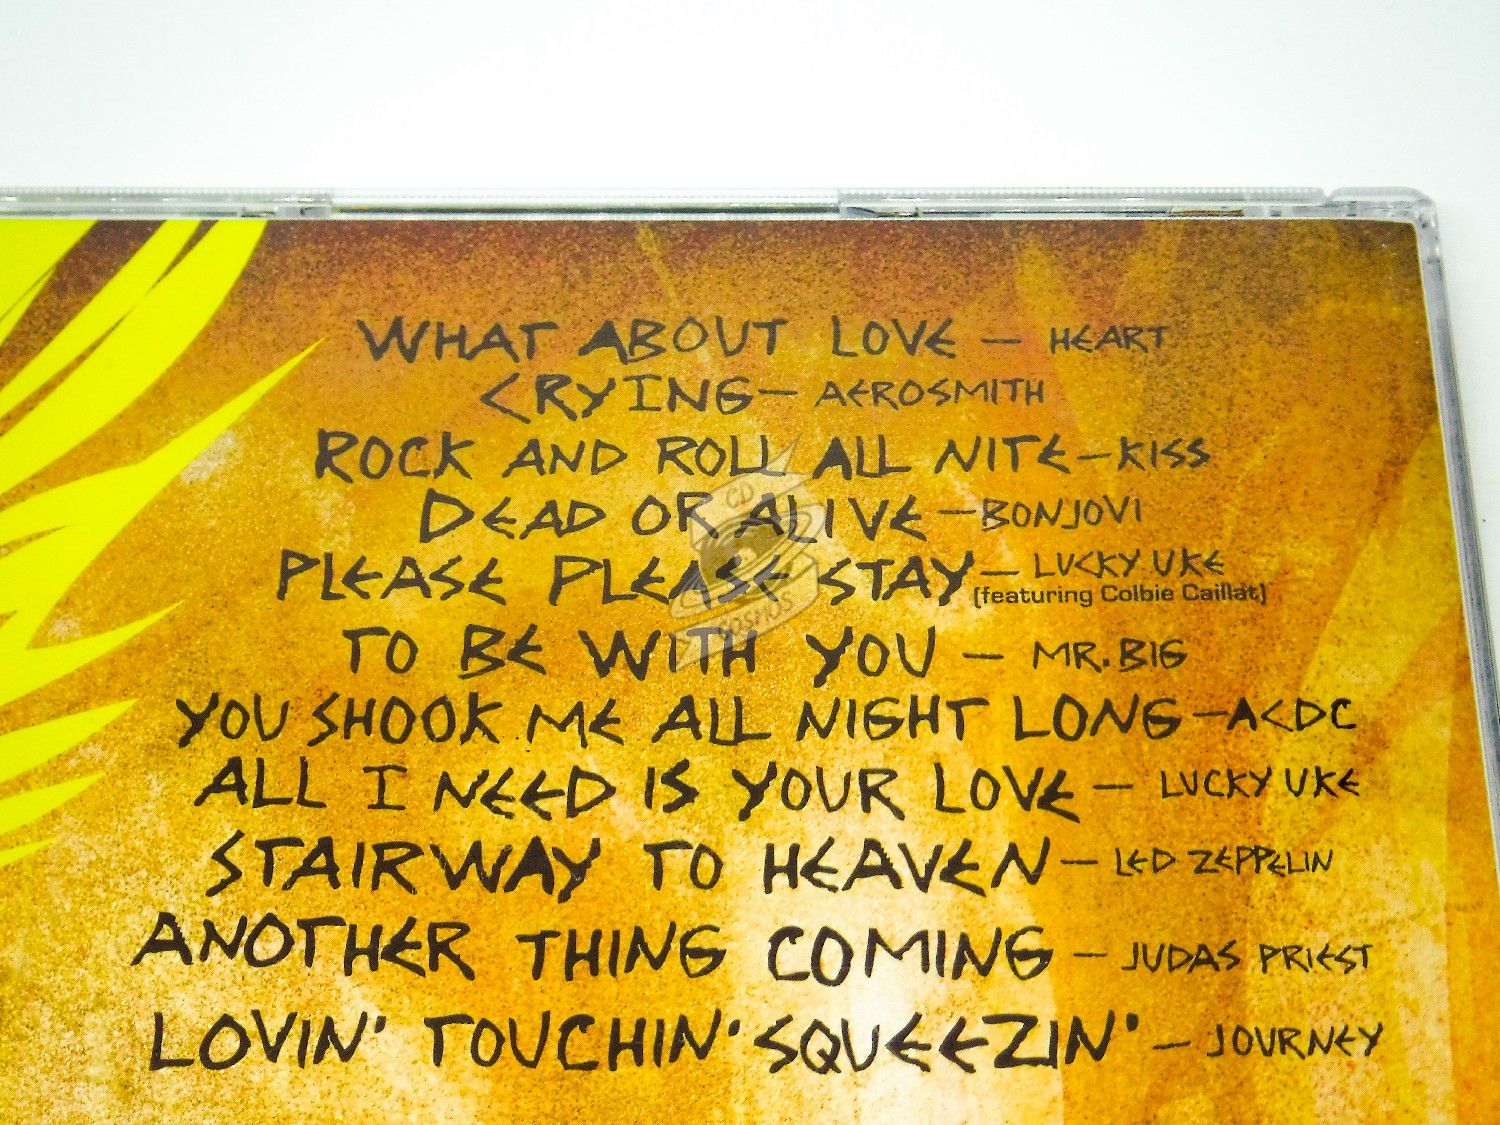 WHAT ABOUT LOVE — HEART
CRYING — AEROSMITH
ROCK AND ROLL ALL NITE — KISS
DEAD OR ALIVE — BONJOVI
PLEASE PLEASE STAY — LUCKY UKE
(featuring Colbie Caillat)
CD
COSMOS
TO BE WITH YOU — MR. BIG
YOU SHOOK ME ALL NIGHT LONG — ACDC
ALL I NEED IS YOUR LOVE — LUCKY UKE
STAIRWAY TO HEAVEN — LED ZEPPELIN
ANOTHER THING COMING — JUDAS PRIEST
LOVIN' TOUCHIN' SQUEEZIN' — JOURNEY